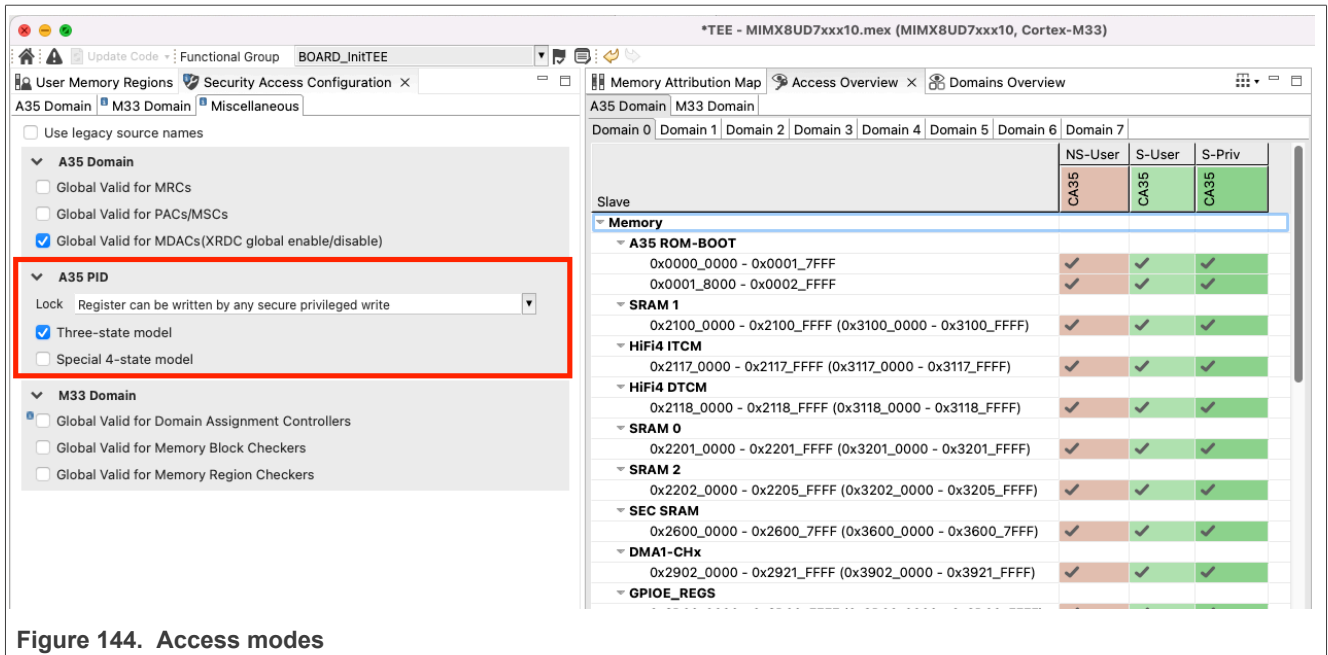 *TEE - MIMX8UD7xxx10.mex (MIMX8UD7xxx10, Cortex-M33)
Update Code Functional Group BOARD_InitTEE
User Memory Regions Security Access Configuration
A35 Domain M33 Domain Miscellaneous
Use legacy source names
A35 Domain
Global Valid for MRCs
Global Valid for PACs/MSCs
Global Valid for MDACs(XRDC global enable/disable)
A35 PID
Lock Register can be written by any secure privileged write
Three-state model
Special 4-state model
M33 Domain
Global Valid for Domain Assignment Controllers
Global Valid for Memory Block Checkers
Global Valid for Memory Region Checkers
Memory Attribution Map Access Overview Domains Overview
A35 Domain M33 Domain
Domain 0 Domain 1 Domain 2 Domain 3 Domain 4 Domain 5 Domain 6 Domain 7
NS-User S-User S-Priv
Slave CA35 CA35 CA35
Memory
A35 ROM-BOOT
0x0000_0000 - 0x0001_7FFF
0x0001_8000 - 0x0002_FFFF
SRAM 1
0x2100_0000 - 0x2100_FFFF (0x3100_0000 - 0x3100_FFFF)
HiFi4 ITCM
0x2117_0000 - 0x2117_FFFF (0x3117_0000 - 0x3117_FFFF)
HiFi4 DTCM
0x2118_0000 - 0x2118_FFFF (0x3118_0000 - 0x3118_FFFF)
SRAM 0
0x2201_0000 - 0x2201_FFFF (0x3201_0000 - 0x3201_FFFF)
SRAM 2
0x2202_0000 - 0x2205_FFFF (0x3202_0000 - 0x3205_FFFF)
SEC SRAM
0x2600_0000 - 0x2600_7FFF (0x3600_0000 - 0x3600_7FFF)
DMA1-CHx
0x2902_0000 - 0x2921_FFFF (0x3902_0000 - 0x3921_FFFF)
GPIOE_REGS
Figure 144. Access modes